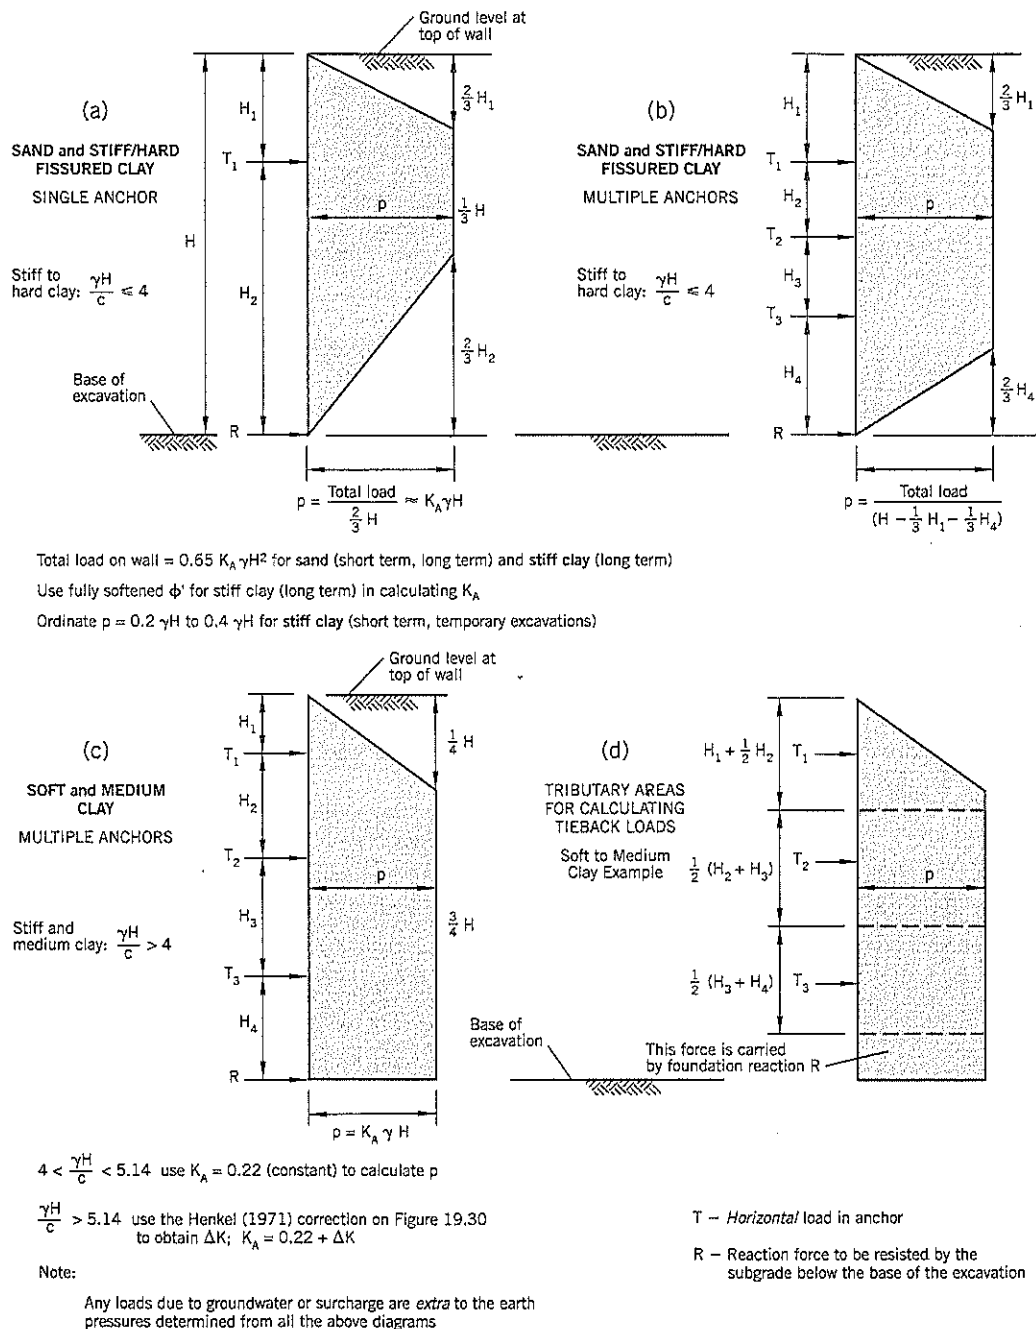 Ground level at
top of wall
(a)
SAND and STIFF/HARD
FISSURED CLAY
SINGLE ANCHOR
Stiff to
hard clay: γH/c ⩽ 4
Base of
excavation
H
H₁
T₁
H₂
R
p
2/3 H₁
1/3 H
2/3 H₂
p = Total load / (2/3 H) ≈ K_A γH
(b)
SAND and STIFF/HARD
FISSURED CLAY
MULTIPLE ANCHORS
Stiff to
hard clay: γH/c ⩽ 4
H₁
T₁
H₂
T₂
H₃
T₃
H₄
R
p
2/3 H₁
2/3 H₄
p = Total load / (H − 1/3 H₁ − 1/3 H₄)
Total load on wall = 0.65 K_A γH² for sand (short term, long term) and stiff clay (long term)
Use fully softened ϕ' for stiff clay (long term) in calculating K_A
Ordinate p = 0.2 γH to 0.4 γH for stiff clay (short term, temporary excavations)
Ground level at
top of wall
(c)
SOFT and MEDIUM
CLAY
MULTIPLE ANCHORS
Stiff and
medium clay: γH/c > 4
H₁
T₁
H₂
T₂
H₃
T₃
H₄
R
p
1/4 H
3/4 H
p = K_A γ H
(d)
TRIBUTARY AREAS
FOR CALCULATING
TIEBACK LOADS
Soft to Medium
Clay Example
H₁ + 1/2 H₂
T₁
1/2 (H₂ + H₃)
T₂
p
1/2 (H₃ + H₄)
T₃
Base of
excavation
This force is carried
by foundation reaction R
4 < γH/c < 5.14 use K_A = 0.22 (constant) to calculate p
γH/c > 5.14 use the Henkel (1971) correction on Figure 19.30
to obtain ΔK; K_A = 0.22 + ΔK
Note:
Any loads due to groundwater or surcharge are extra to the earth
pressures determined from all the above diagrams
T – Horizontal load in anchor
R – Reaction force to be resisted by the
subgrade below the base of the excavation